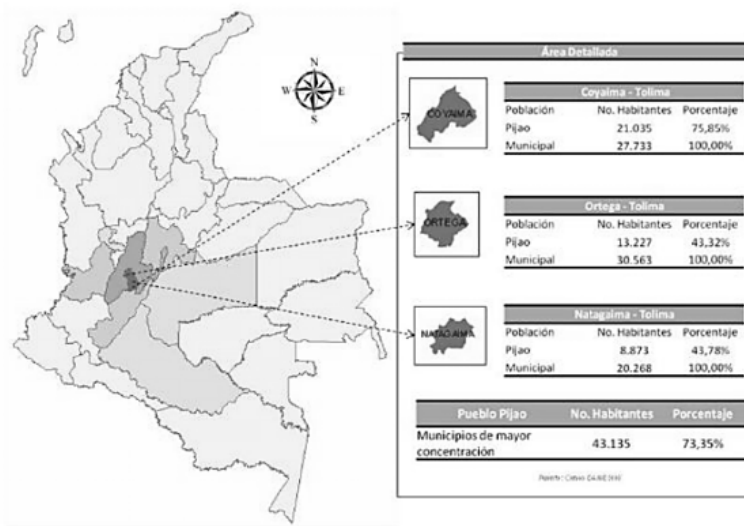 N
W E
S
Área Detallada
COYAIMA
Coyaima - Tolima
Población No. Habitantes Porcentaje
Pijao 21.035 75,85%
Municipal 27.733 100,00%
ORTEGA
Ortega - Tolima
Población No. Habitantes Porcentaje
Pijao 13.227 43,32%
Municipal 30.563 100,00%
NATAGAIMA
Natagaima - Tolima
Población No. Habitantes Porcentaje
Pijao 8.873 43,78%
Municipal 20.268 100,00%
Pueblo Pijao No. Habitantes Porcentaje
Municipios de mayor
concentración 43.135 73,35%